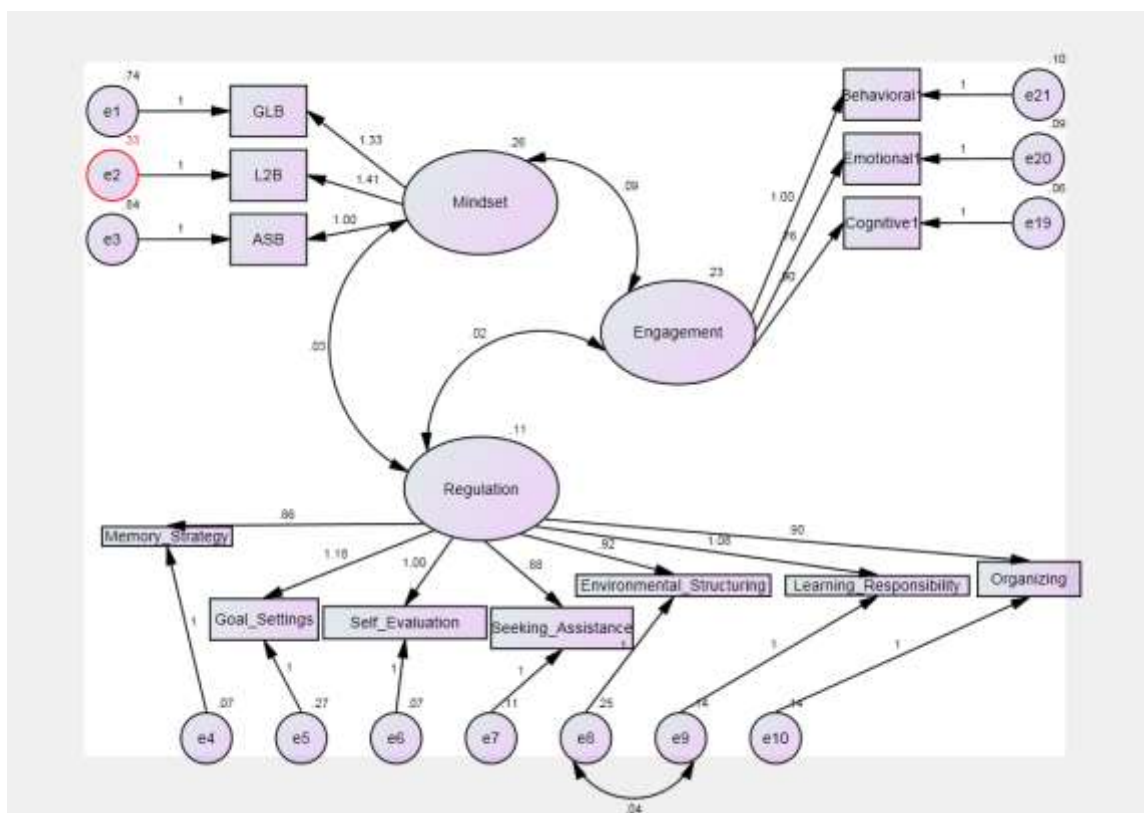 .74
e1
1
GLB
1.33
.33
e2
1
L2B
1.41
.84
e3
1
ASB
1.00
.26
Mindset
.09
.10
Behavioral1
1
e21
.09
Emotional1
1
e20
.06
Cognitive1
1
e19
1.00
.76
.23
Engagement
.02
.03
.11
Regulation
.86
Memory_Strategy
1.18
Goal_Settings
1.00
Self_Evaluation
.88
Seeking_Assistance
.92
Environmental_Structuring
1.08
Learning_Responsibility
.90
Organizing
1
1
1
1
1
1
1
.07
e4
.27
e5
.07
e6
.11
e7
.25
e8
.14
e9
.14
e10
.04